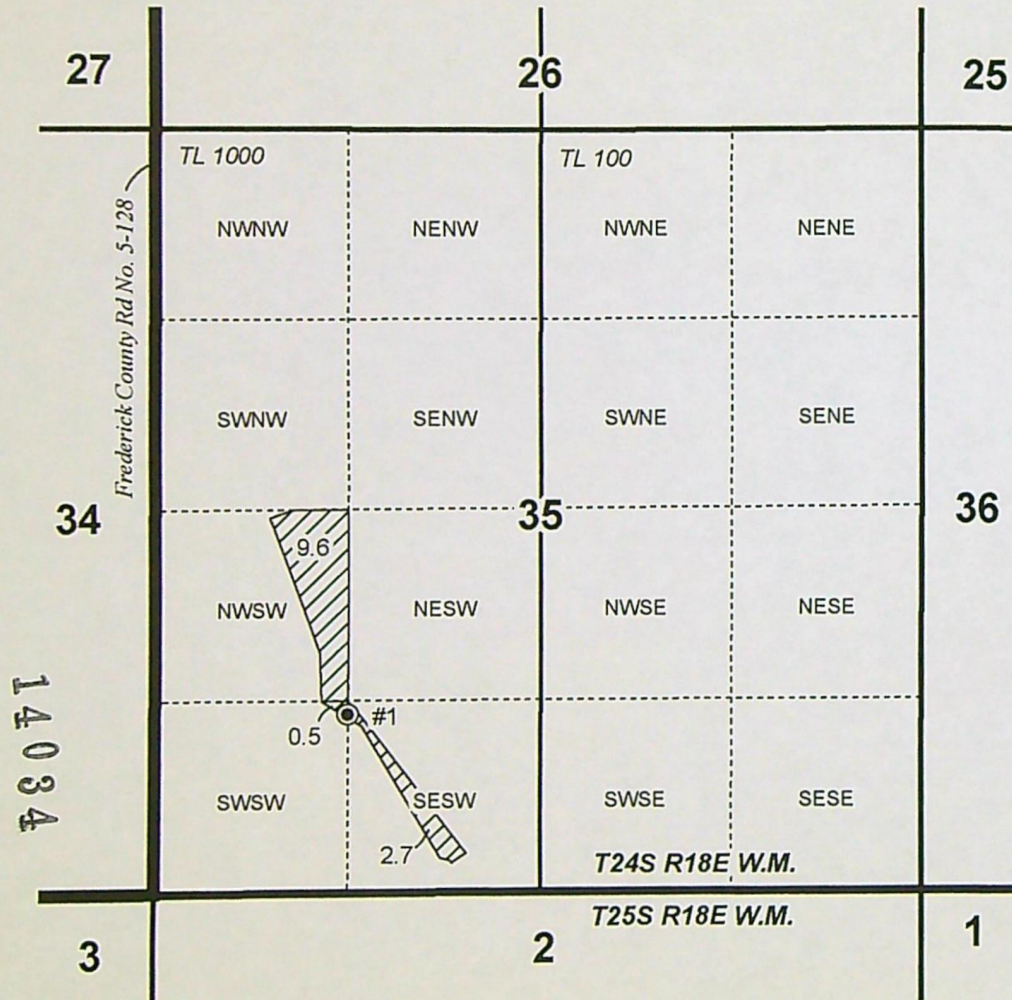 27
26
25
TL 1000
TL 100
NWNW
NENW
NWNE
NENE
Frederick County Rd No. 5-128
SWNW
SENW
SWNE
SENE
34
35
36
9.6
NWSW
NESW
NWSE
NESE
0.5
#1
14034
SWSW
SESW
SWSE
SESE
2.7
T24S R18E W.M.
T25S R18E W.M.
3
2
1